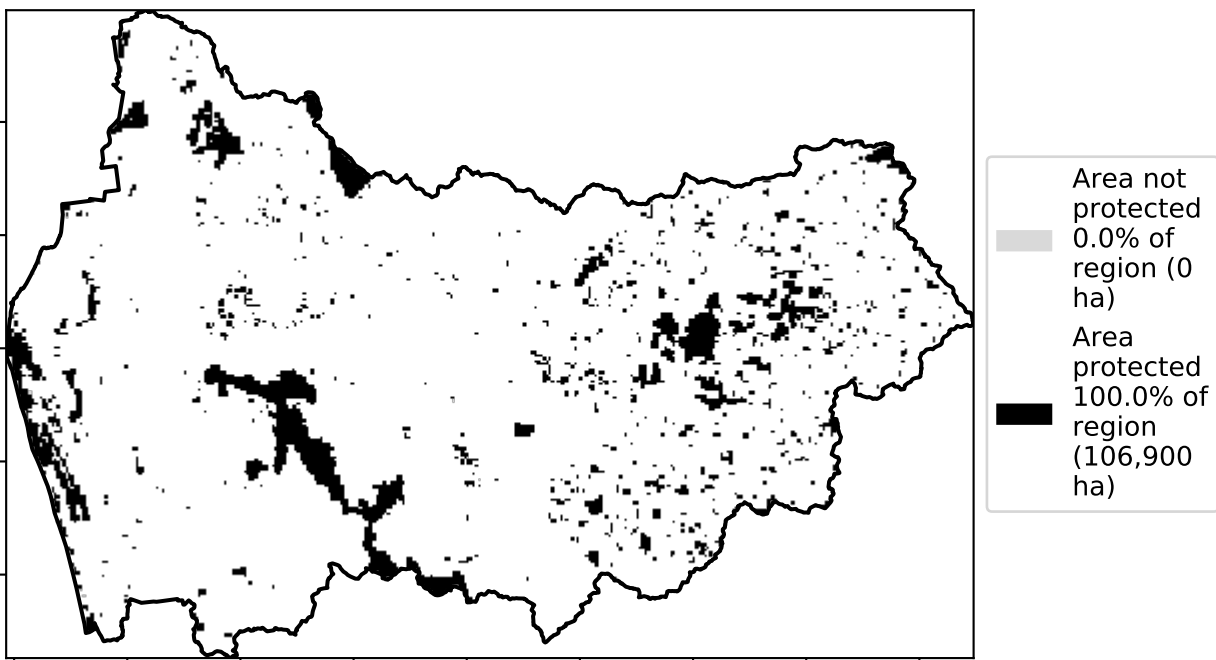 Area not
protected
0.0% of
region (0
ha)
Area
protected
100.0% of
region
(106,900
ha)